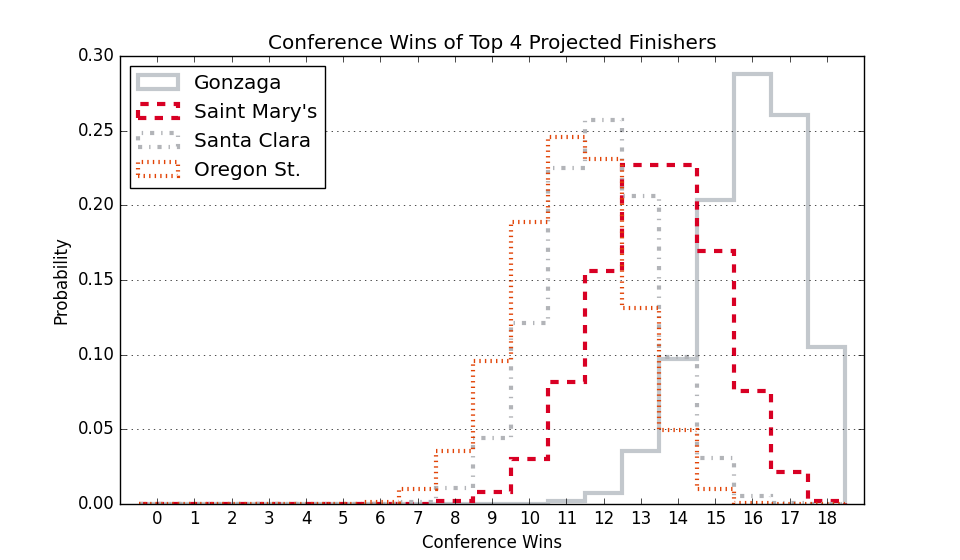 Conference Wins of Top 4 Projected Finishers
Gonzaga
Saint Mary's
Santa Clara
Oregon St.
Probability
0.30
0.25
0.20
0.15
0.10
0.05
0.00
0 1 2 3 4 5 6 7 8 9 10 11 12 13 14 15 16 17 18
Conference Wins